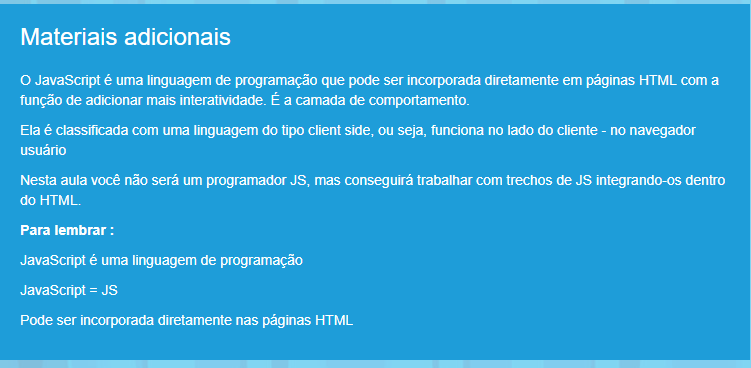 Materiais adicionais
O JavaScript é uma linguagem de programação que pode ser incorporada diretamente em páginas HTML com a
função de adicionar mais interatividade. É a camada de comportamento.
Ela é classificada com uma linguagem do tipo client side, ou seja, funciona no lado do cliente - no navegador
usuário
Nesta aula você não será um programador JS, mas conseguirá trabalhar com trechos de JS integrando-os dentro
do HTML.
Para lembrar :
JavaScript é uma linguagem de programação
JavaScript = JS
Pode ser incorporada diretamente nas páginas HTML